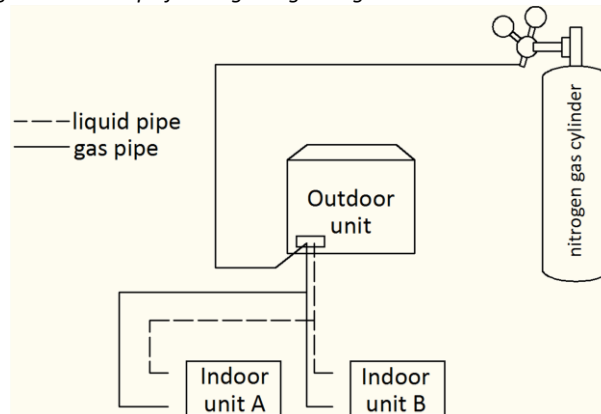 liquid pipe
gas pipe
Outdoor
unit
nitrogen gas cylinder
Indoor
unit A
Indoor
unit B